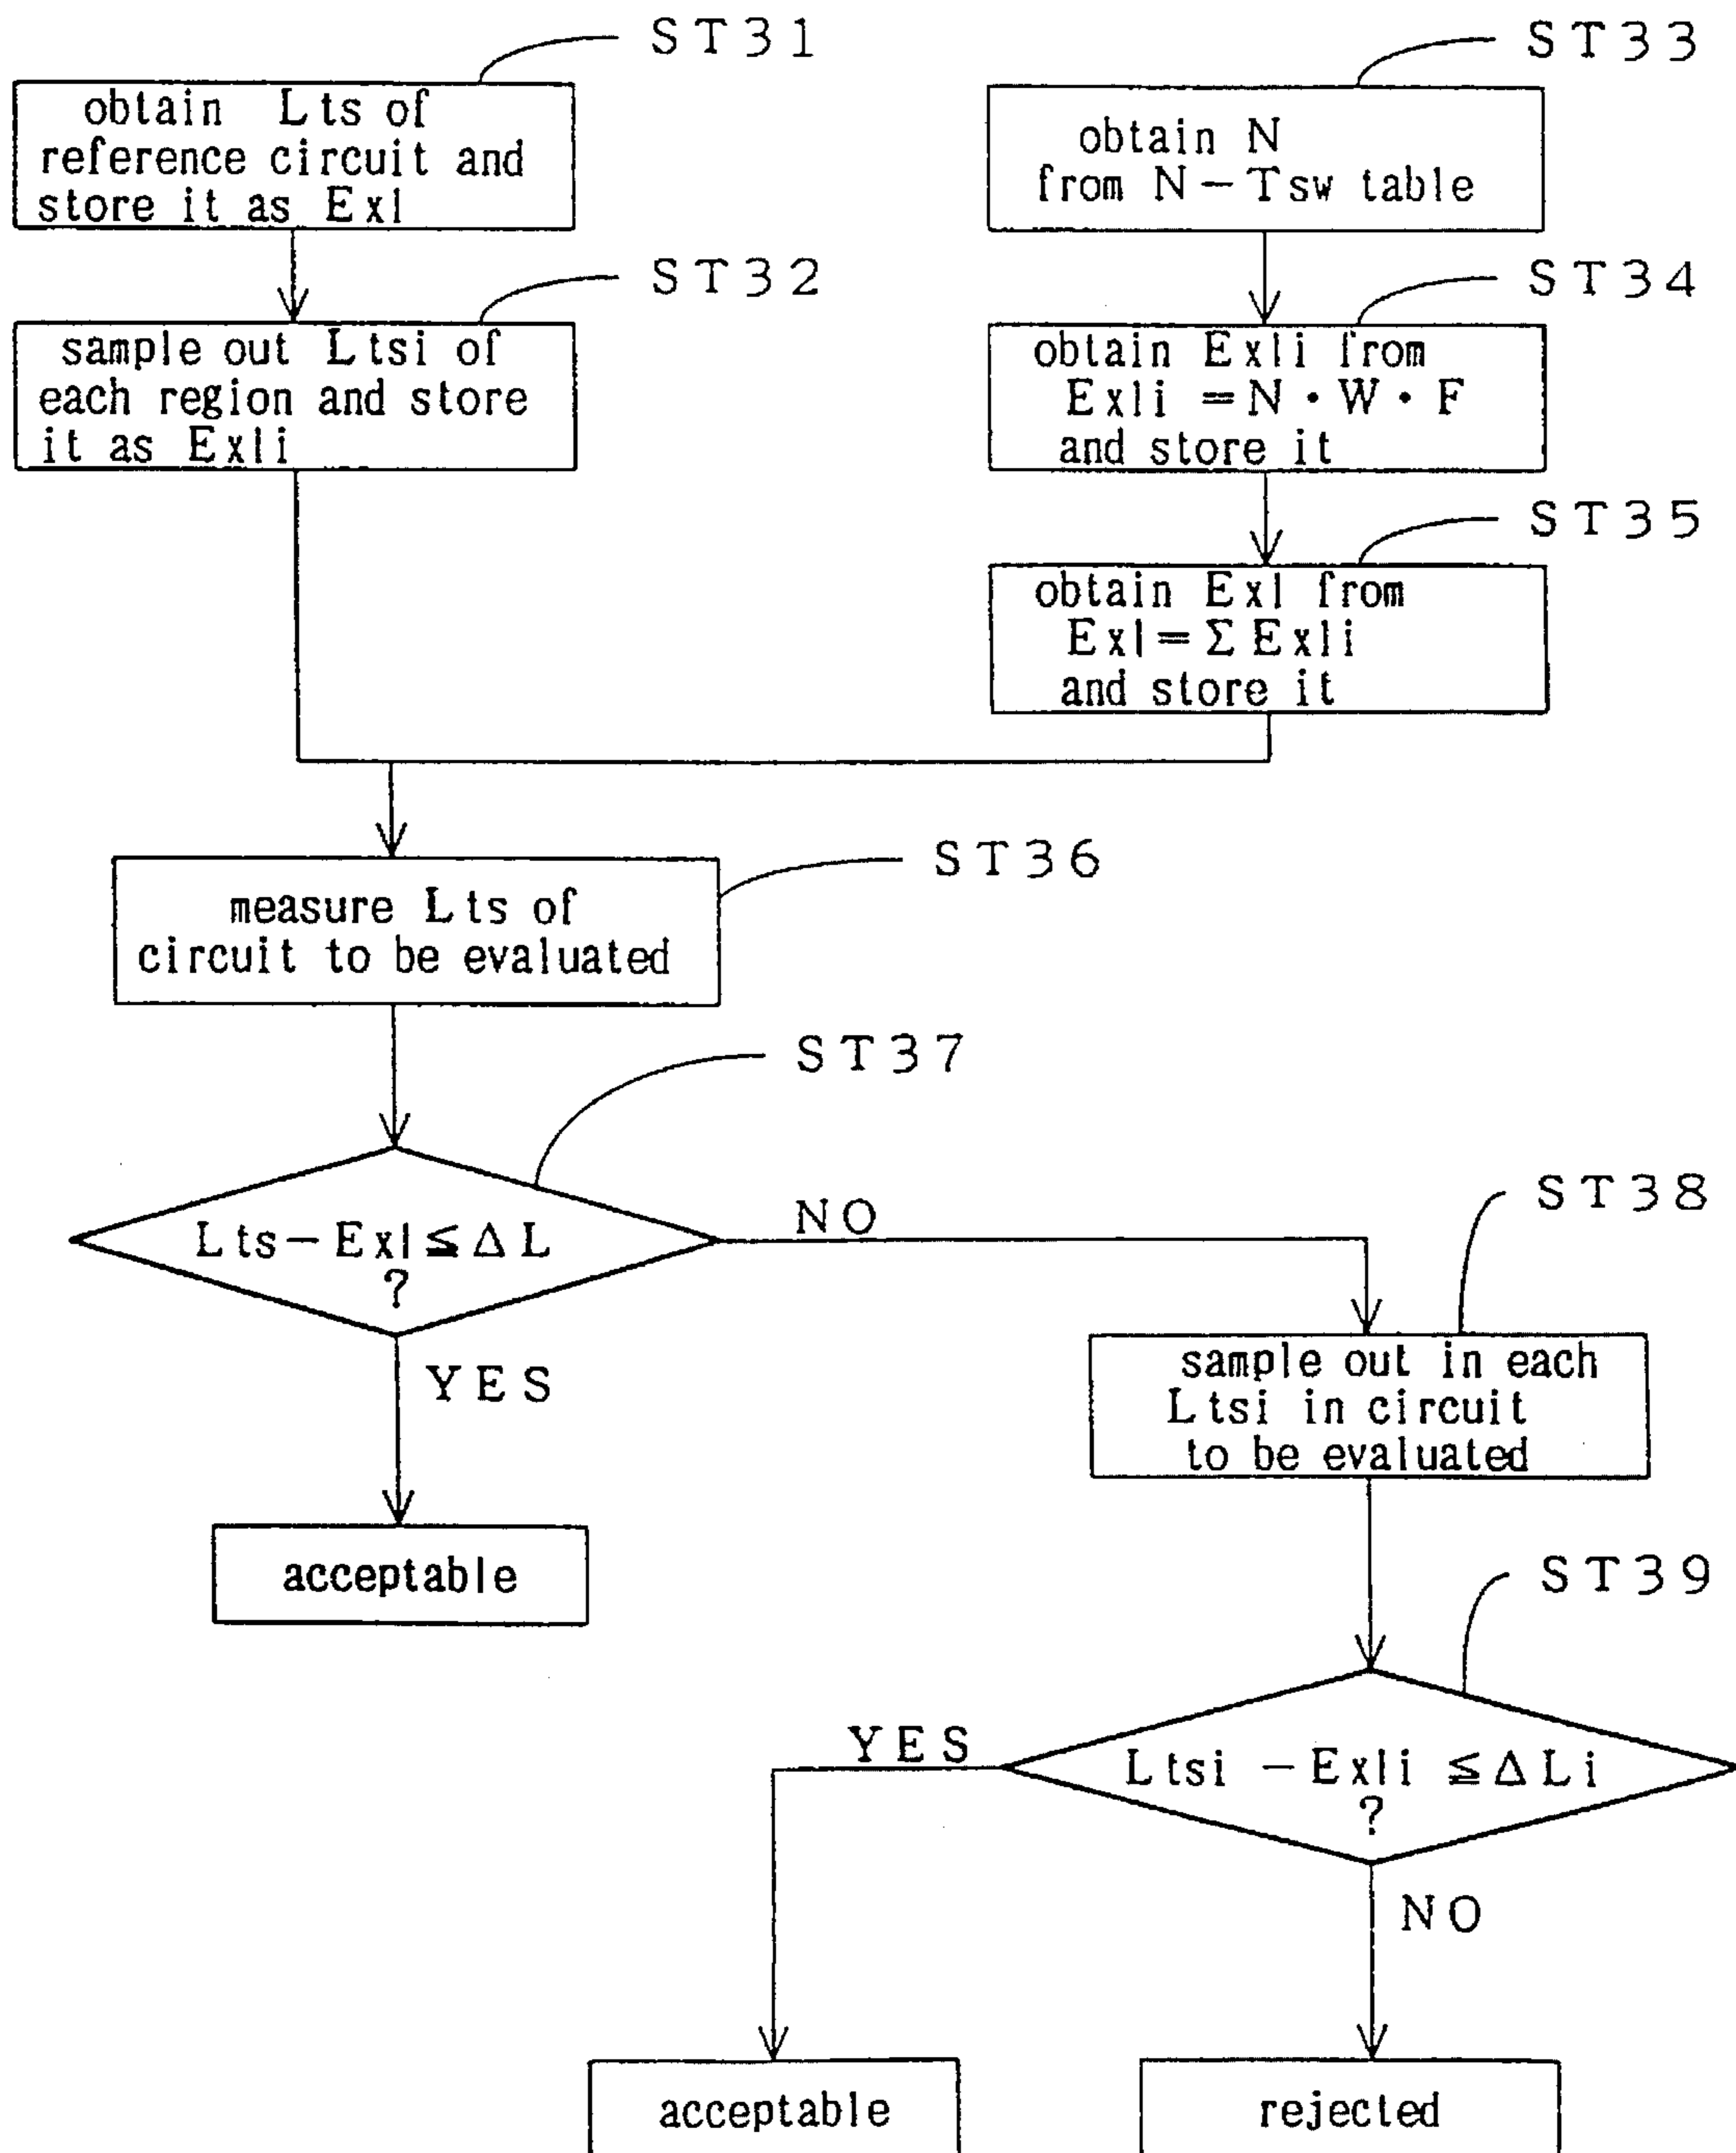 ST31
obtain Lts of
reference circuit and
store it as Exl
ST32
sample out Ltsi of
each region and store
it as Exli
ST33
obtain N
from N-Tsw table
ST34
obtain Exli from
Exli = N・W・F
and store it
ST35
obtain Exl from
Exl=Σ Exli
and store it
ST36
measure Lts of
circuit to be evaluated
ST37
Lts-Exl≦ΔL
?
NO
YES
acceptable
ST38
sample out in each
Ltsi in circuit
to be evaluated
ST39
Ltsi -Exli ≦ΔLi
?
YES
NO
acceptable
rejected